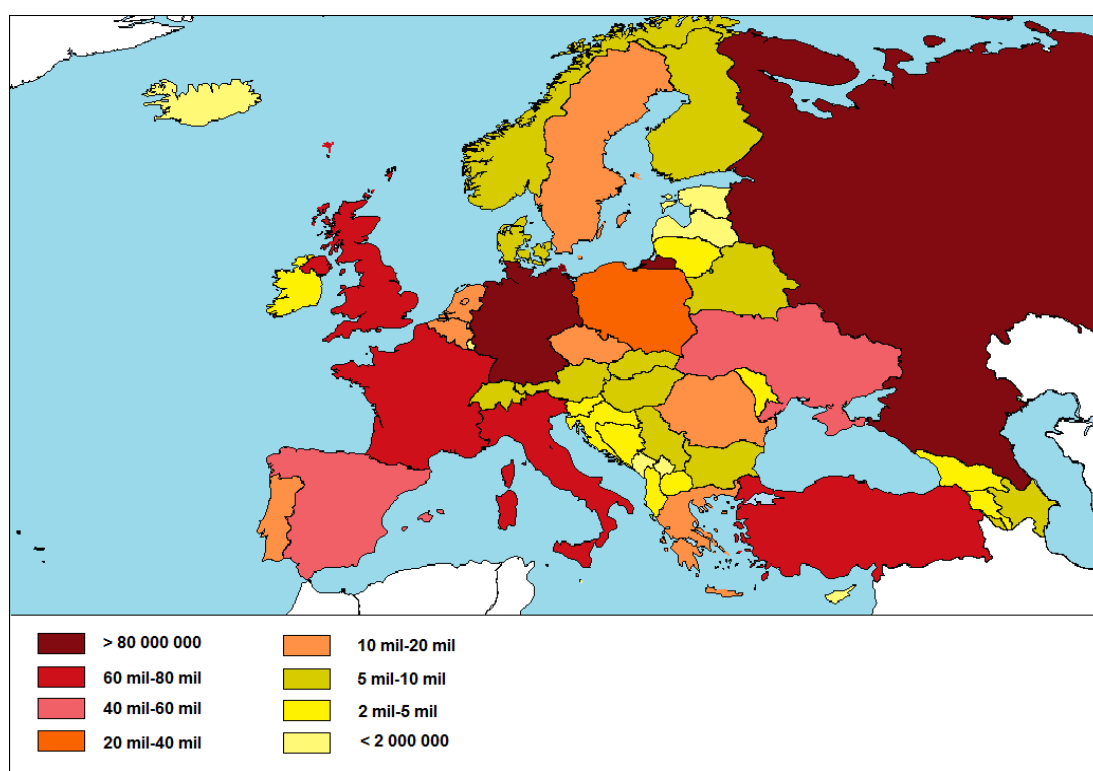 > 80 000 000
60 mil-80 mil
40 mil-60 mil
20 mil-40 mil
10 mil-20 mil
5 mil-10 mil
2 mil-5 mil
< 2 000 000